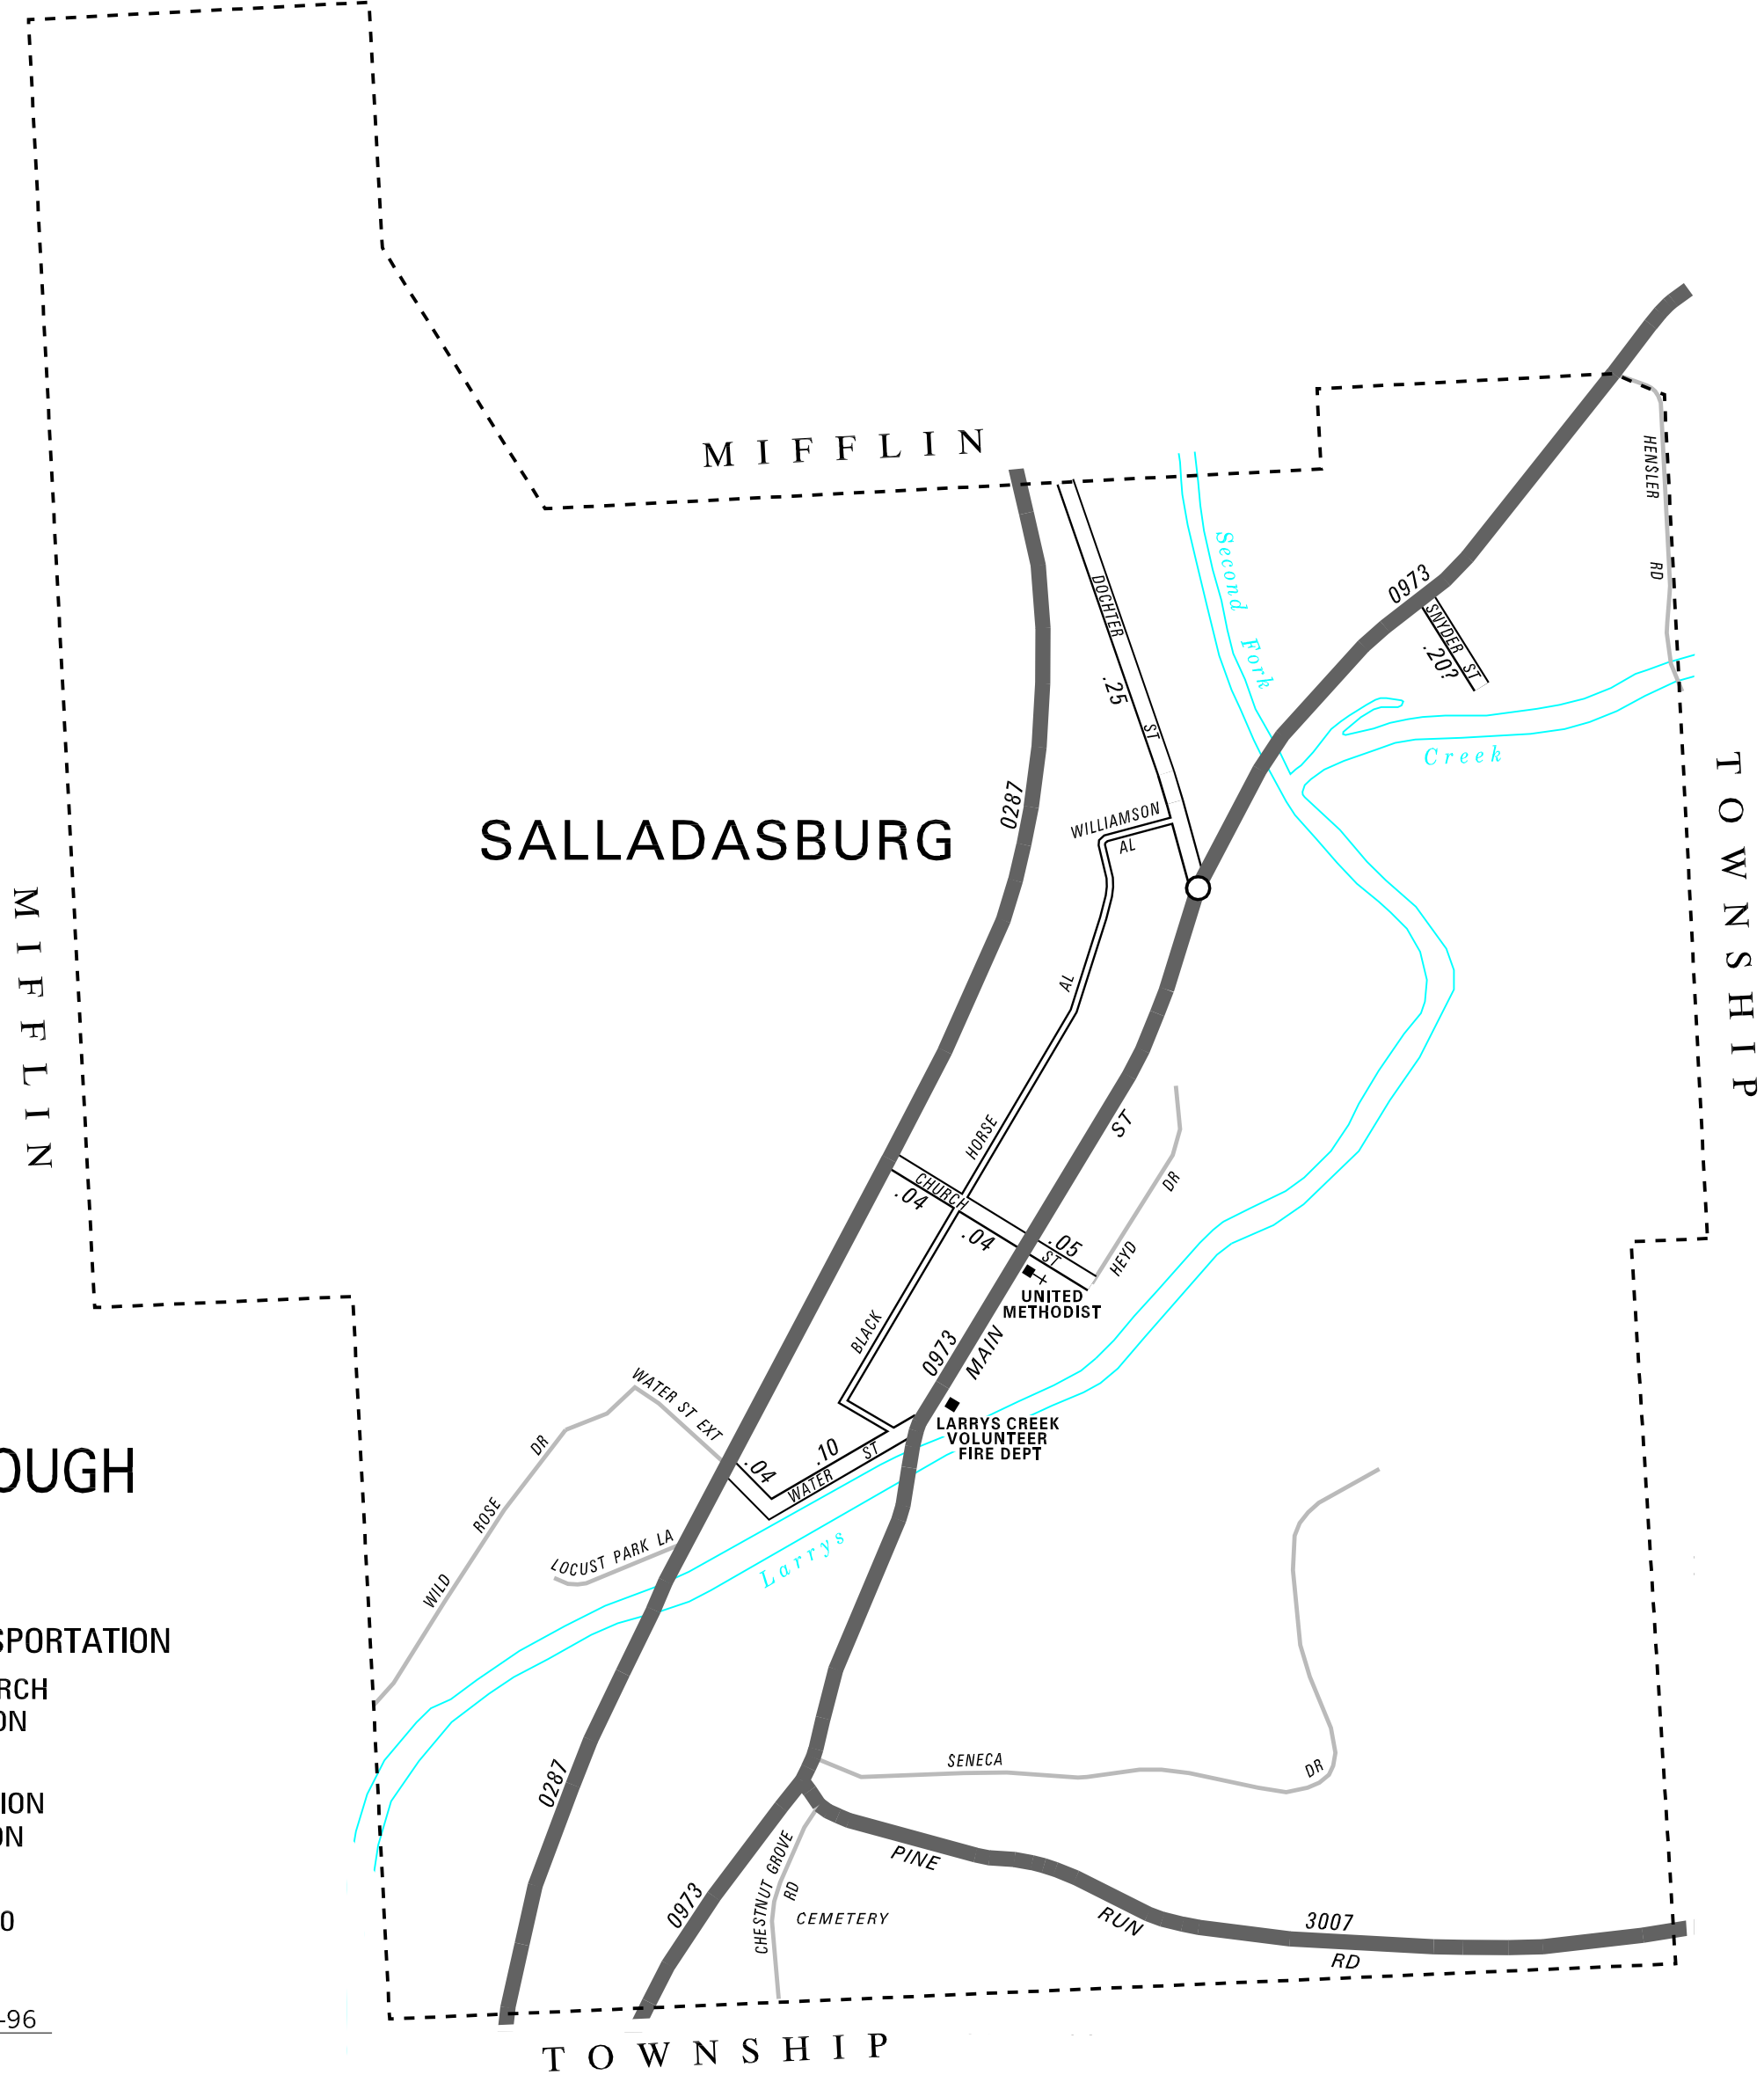 MIFFLIN
HENSLER
RD
Second Fork
0973
SNYDER ST
.20?
DOCHTER
.25
ST
Creek
TOWNSHIP
0287
WILLIAMSON
AL
SALLADASBURG
MIFFLIN
AL
HORSE
ST
CHURCH
.04
.04
.05
ST
DR
HEYD
UNITED
METHODIST
BLACK
0973
MAIN
WATER ST EXT
LARRYS CREEK
VOLUNTEER
FIRE DEPT
DR
.04
.10
WATER
ST
OUGH
ROSE
LOCUST PARK LA
Larrys
WILD
SPORTATION
RCH
ON
SENECA
DR
0287
ION
ON
PINE
CHESTNUT GROVE
RD
0973
CEMETERY
RUN
3007
RD
0
-96
TOWNSHIP